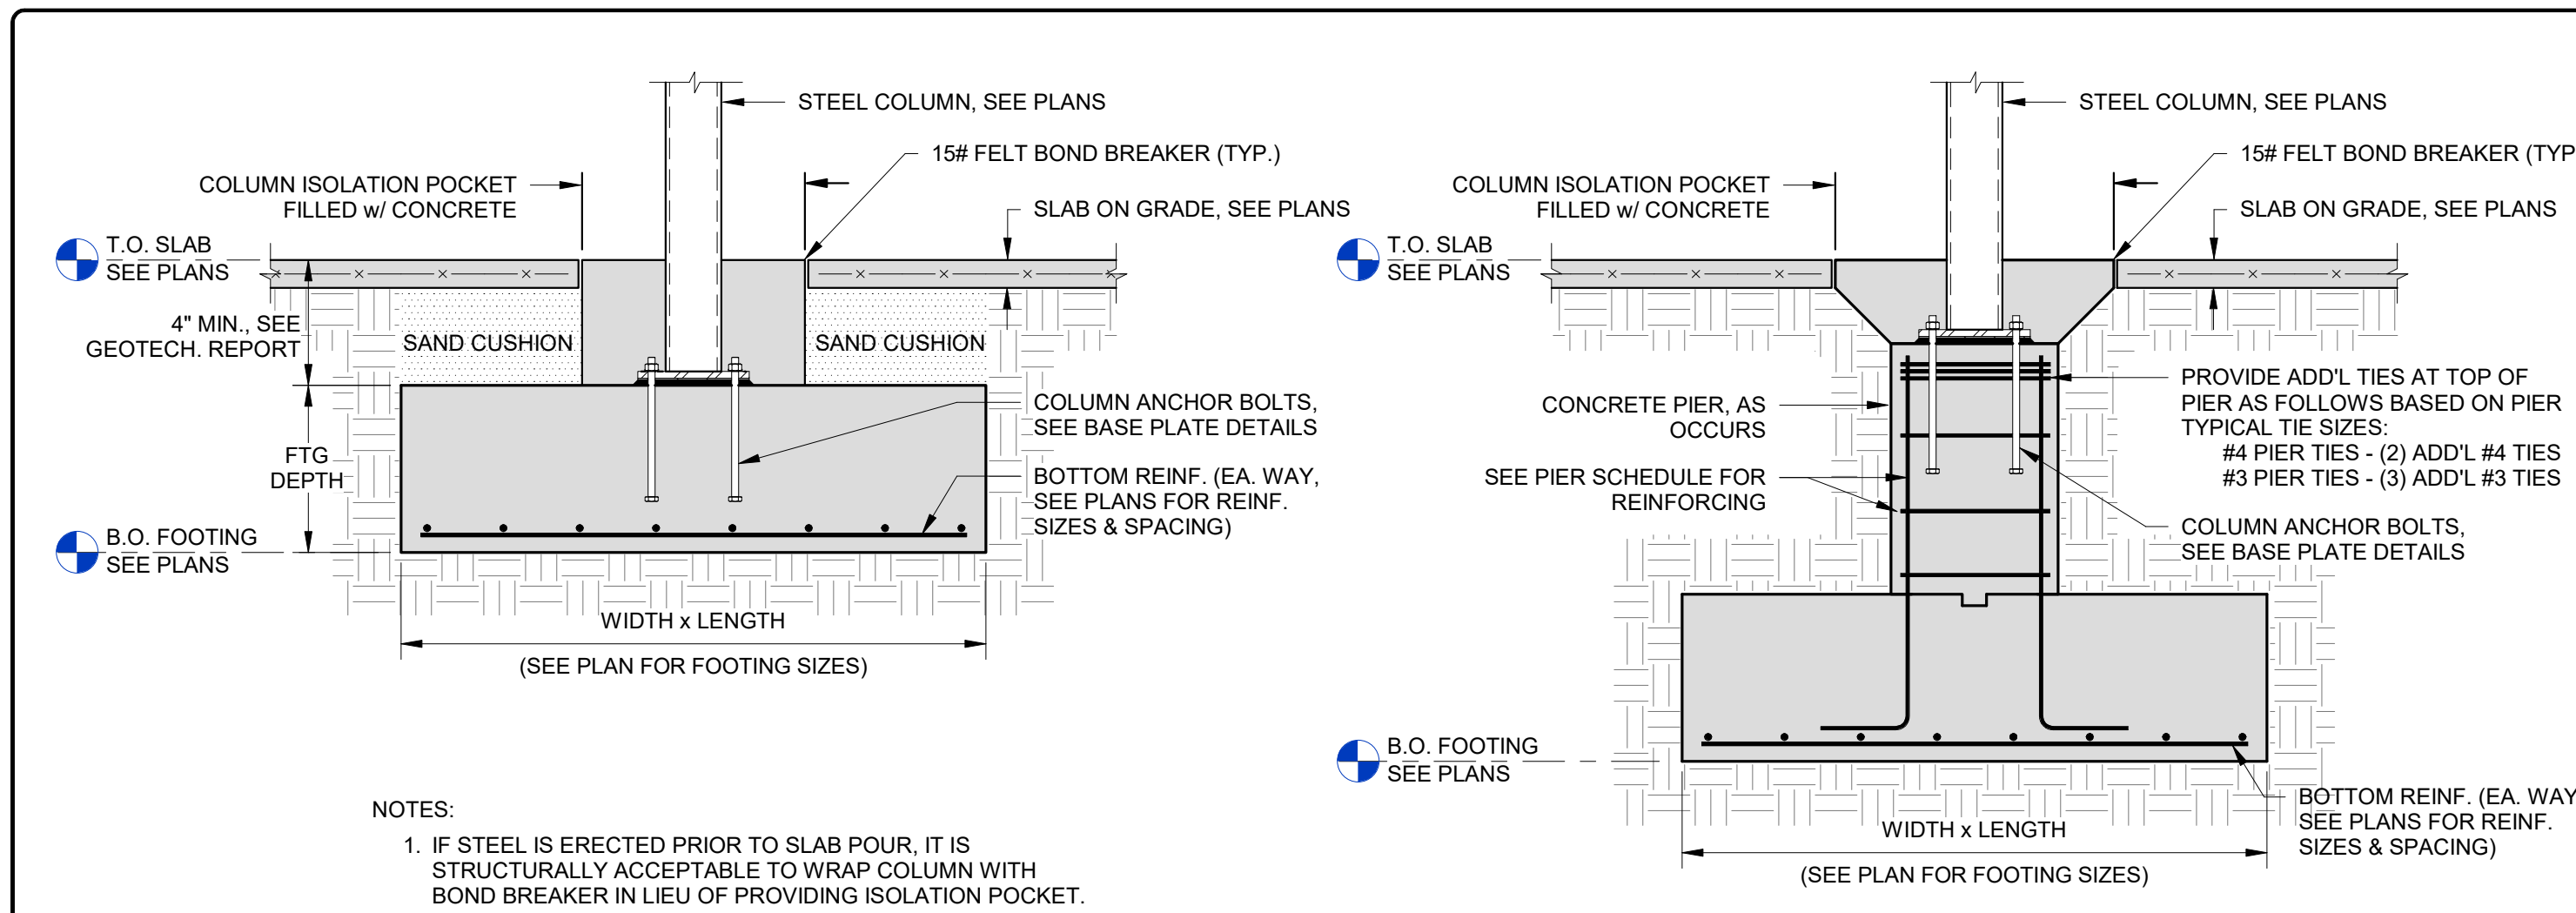 STEEL COLUMN, SEE PLANS
15# FELT BOND BREAKER (TYP.)
COLUMN ISOLATION POCKET
FILLED w/ CONCRETE
SLAB ON GRADE, SEE PLANS
T.O. SLAB
SEE PLANS
4" MIN., SEE
GEOTECH. REPORT
SAND CUSHION
SAND CUSHION
COLUMN ANCHOR BOLTS,
SEE BASE PLATE DETAILS
FTG
DEPTH
BOTTOM REINF. (EA. WAY,
SEE PLANS FOR REINF.
SIZES & SPACING)
B.O. FOOTING
SEE PLANS
WIDTH x LENGTH
(SEE PLAN FOR FOOTING SIZES)
NOTES:
1. IF STEEL IS ERECTED PRIOR TO SLAB POUR, IT IS
STRUCTURALLY ACCEPTABLE TO WRAP COLUMN WITH
BOND BREAKER IN LIEU OF PROVIDING ISOLATION POCKET.
STEEL COLUMN, SEE PLANS
15# FELT BOND BREAKER (TYP
COLUMN ISOLATION POCKET
FILLED w/ CONCRETE
SLAB ON GRADE, SEE PLANS
T.O. SLAB
SEE PLANS
PROVIDE ADD'L TIES AT TOP OF
PIER AS FOLLOWS BASED ON PIER
TYPICAL TIE SIZES:
#4 PIER TIES - (2) ADD'L #4 TIES
#3 PIER TIES - (3) ADD'L #3 TIES
CONCRETE PIER, AS
OCCURS
SEE PIER SCHEDULE FOR
REINFORCING
COLUMN ANCHOR BOLTS,
SEE BASE PLATE DETAILS
B.O. FOOTING
SEE PLANS
BOTTOM REINF. (EA. WAY
SEE PLANS FOR REINF.
SIZES & SPACING)
WIDTH x LENGTH
(SEE PLAN FOR FOOTING SIZES)